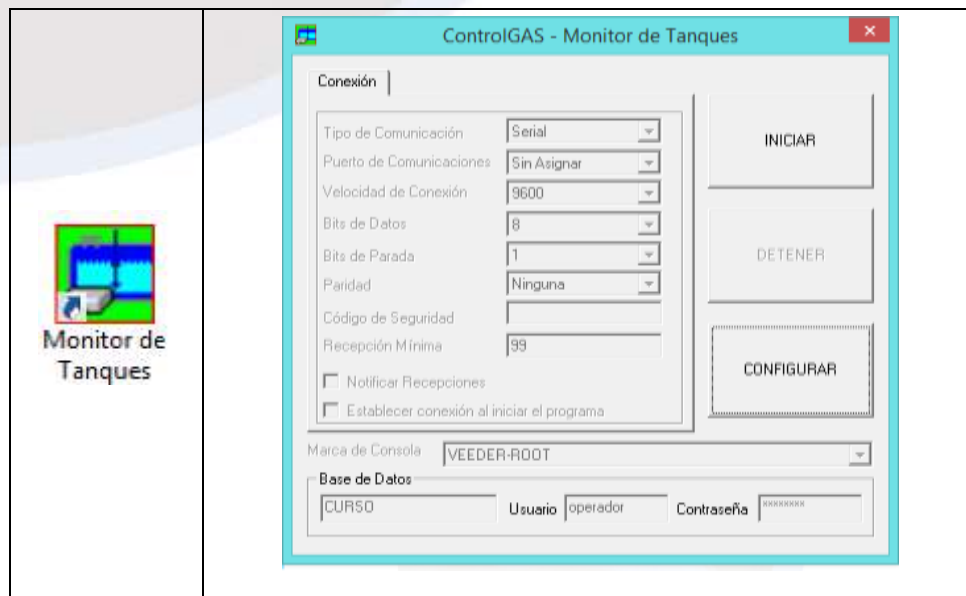 Monitor de
Tanques
ControlGAS - Monitor de Tanques
Conexión
Tipo de Comunicación Serial
Puerto de Comunicaciones Sin Asignar
Velocidad de Conexión 9600
Bits de Datos 8
Bits de Parada 1
Paridad Ninguna
Código de Seguridad
Recepción Mínima 99
Notificar Recepciones
Establecer conexión al iniciar el programa
INICIAR
DETENER
CONFIGURAR
Marca de Consola VEEDER-ROOT
Base de Datos
CURSO Usuario operador Contraseña ××××××××